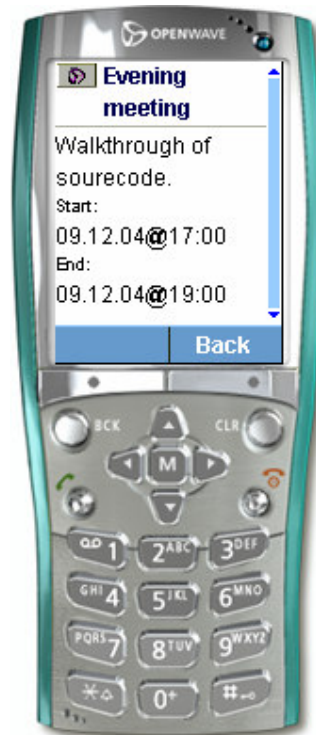 OPENWAVE
Evening
meeting
Walkthrough of
sourecode.
Start:
09.12.04@17:00
End:
09.12.04@19:00
Back
BCK
CLR
M
1 2ABC 3DEF
GHI4 5JKL 6MNO
PQRS7 8TUV 9WXYZ
0+ #